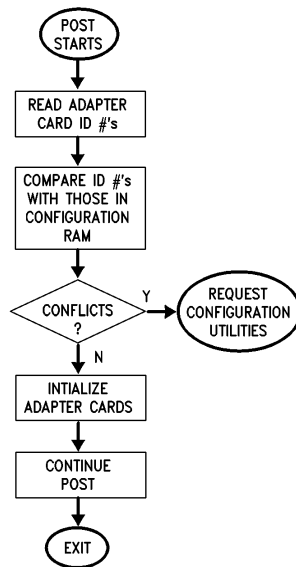 POST
STARTS
READ ADAPTER
CARD ID #'s
COMPARE ID #'s
WITH THOSE IN
CONFIGURATION
RAM
CONFLICTS
?
Y
REQUEST
CONFIGURATION
UTILITIES
N
INTIALIZE
ADAPTER CARDS
CONTINUE
POST
EXIT